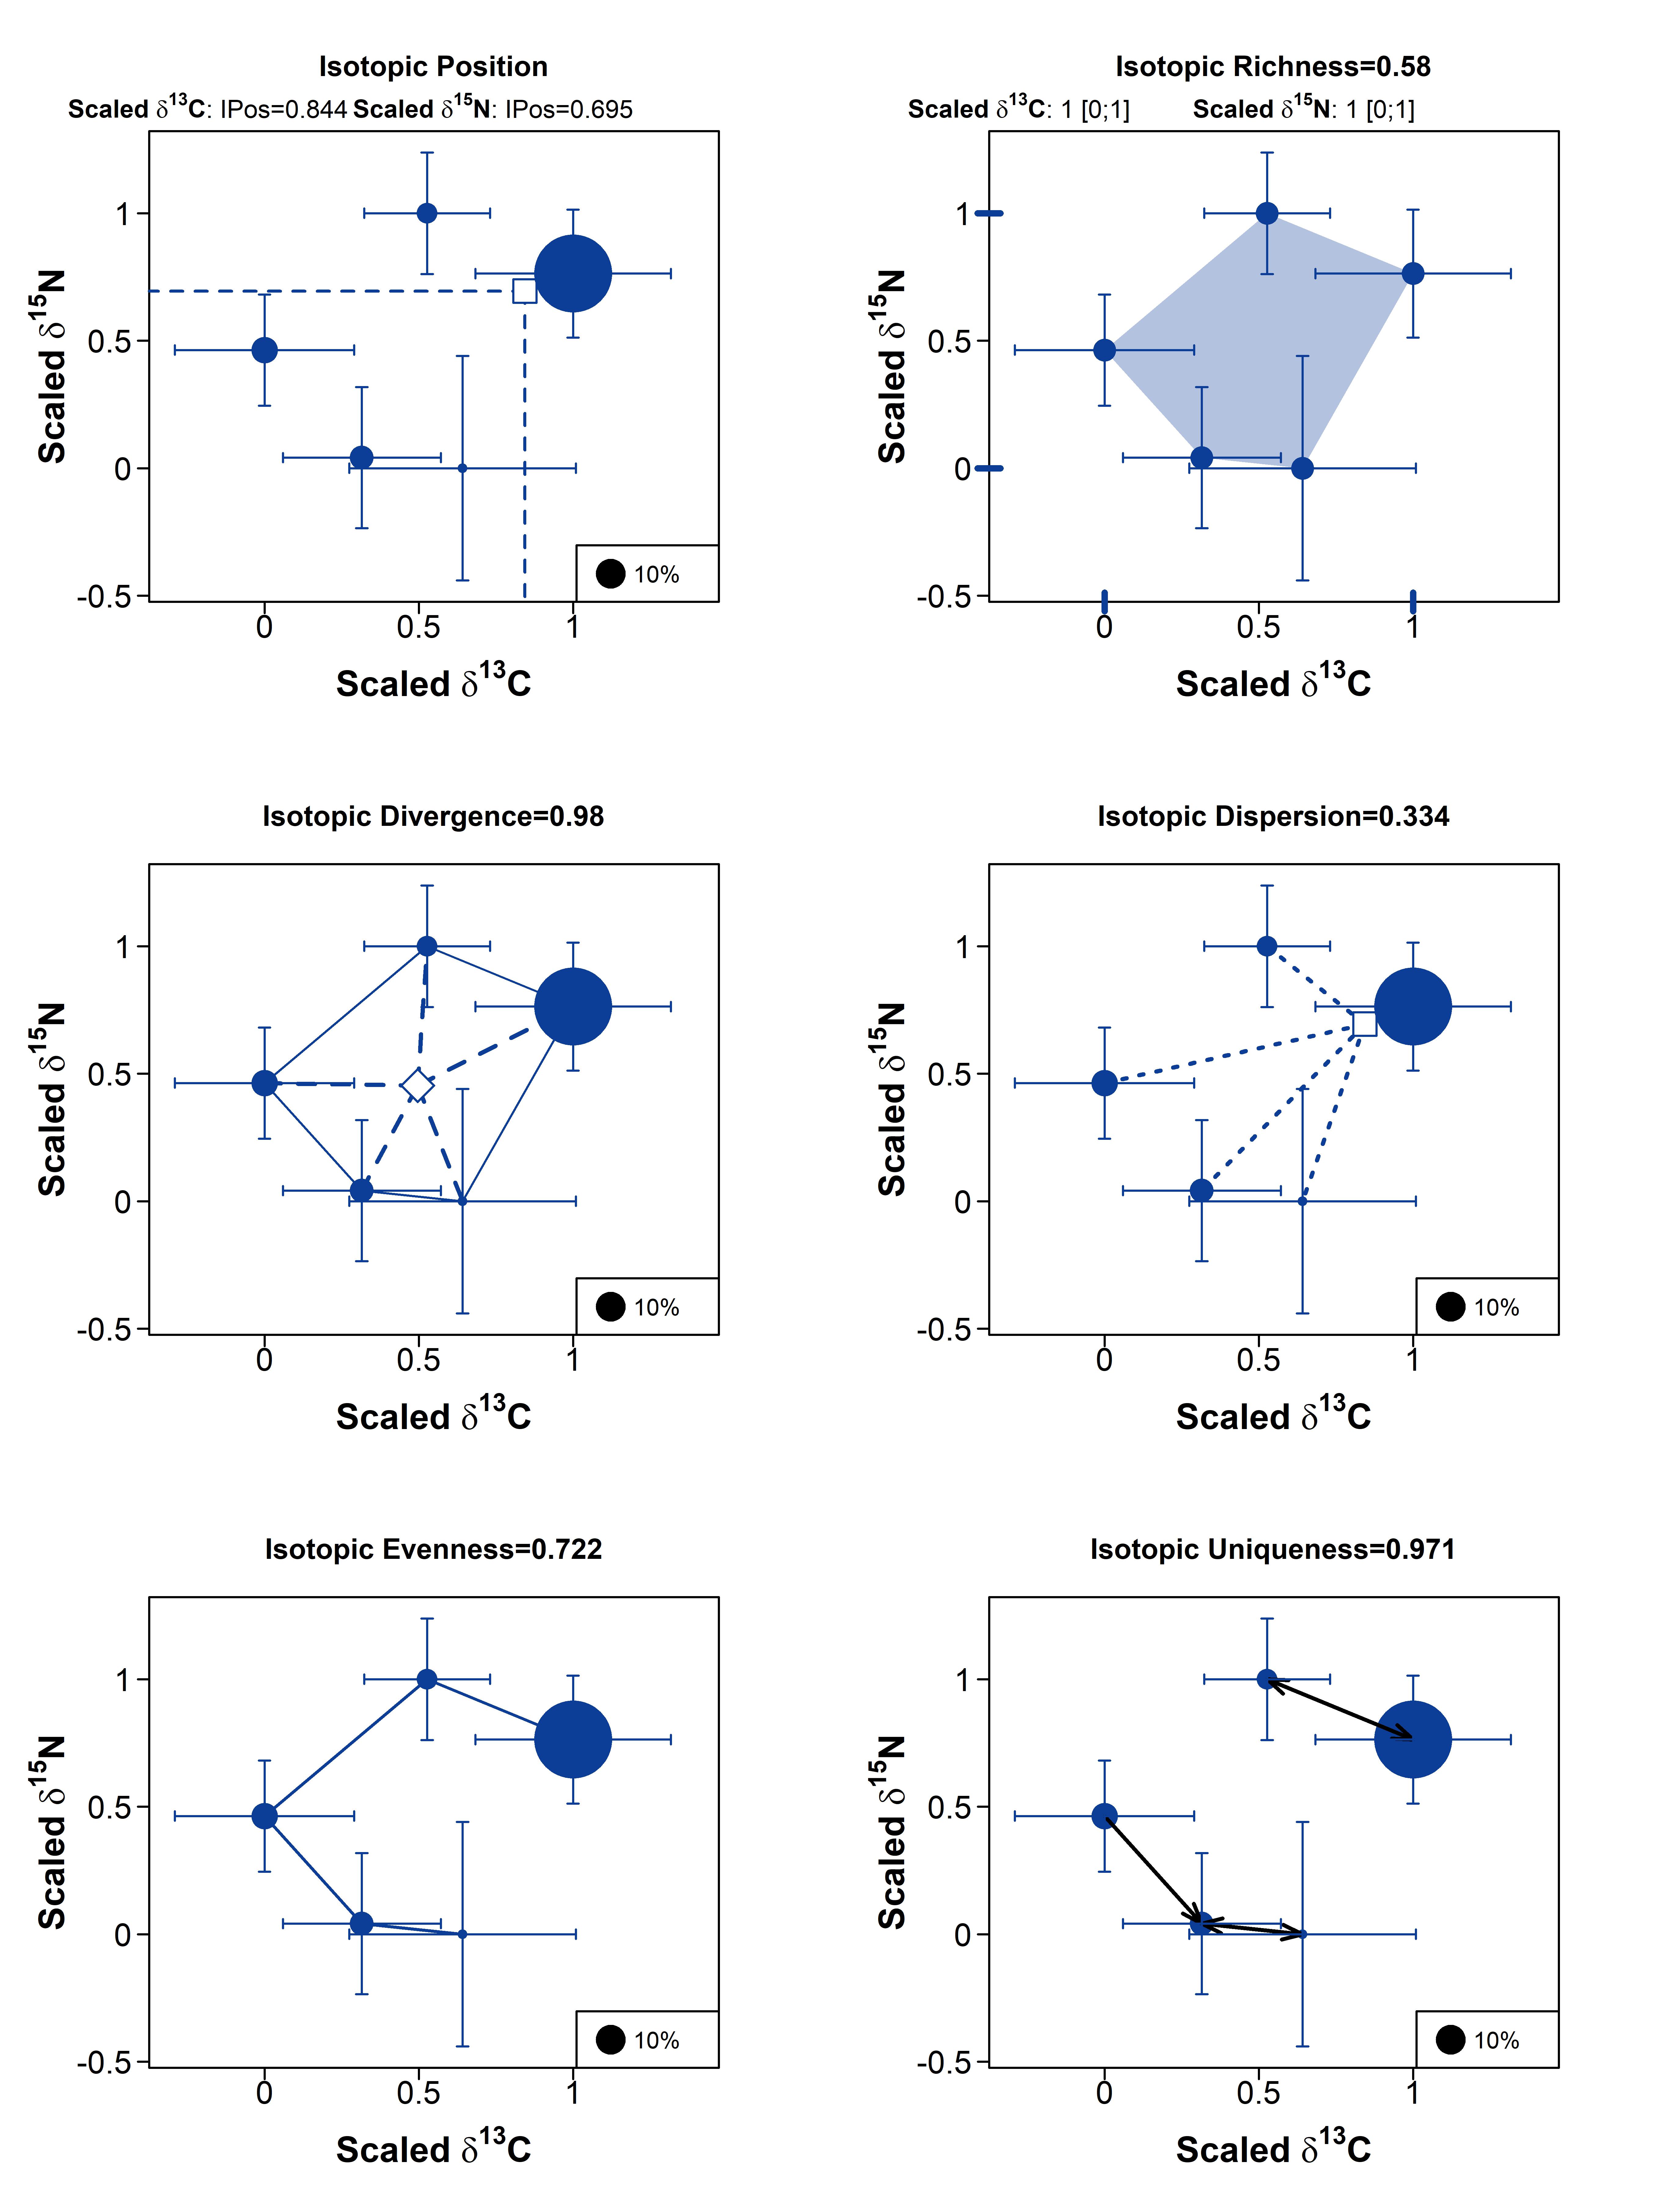 Isotopic Position
Scaled δ13C: IPos=0.844 Scaled δ15N: IPos=0.695
1
0.5
0
-0.5
Scaled δ15N
10%
0 0.5 1
Scaled δ13C
Isotopic Richness=0.58
Scaled δ13C: 1 [0;1] Scaled δ15N: 1 [0;1]
1
0.5
0
-0.5
Scaled δ15N
0 0.5 1
Scaled δ13C
Isotopic Divergence=0.98
1
0.5
0
-0.5
Scaled δ15N
10%
0 0.5 1
Scaled δ13C
Isotopic Dispersion=0.334
1
0.5
0
-0.5
Scaled δ15N
10%
0 0.5 1
Scaled δ13C
Isotopic Evenness=0.722
1
0.5
0
-0.5
Scaled δ15N
10%
0 0.5 1
Scaled δ13C
Isotopic Uniqueness=0.971
1
0.5
0
-0.5
Scaled δ15N
10%
0 0.5 1
Scaled δ13C